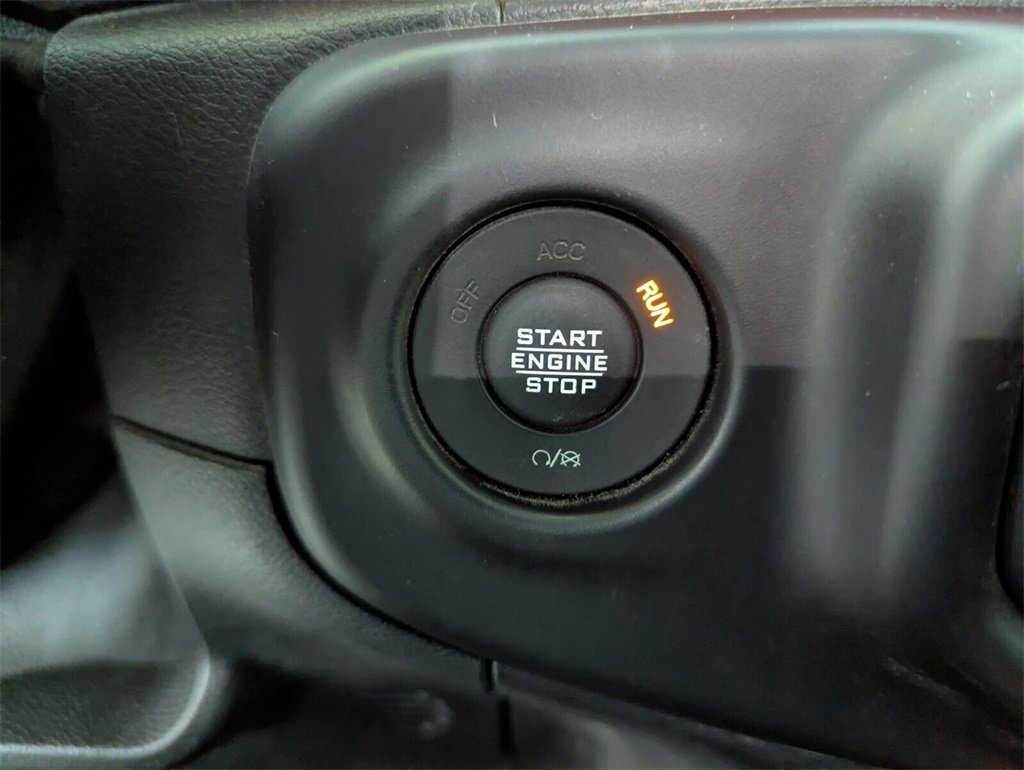 ACC
OFF
RUN
START
ENGINE
STOP